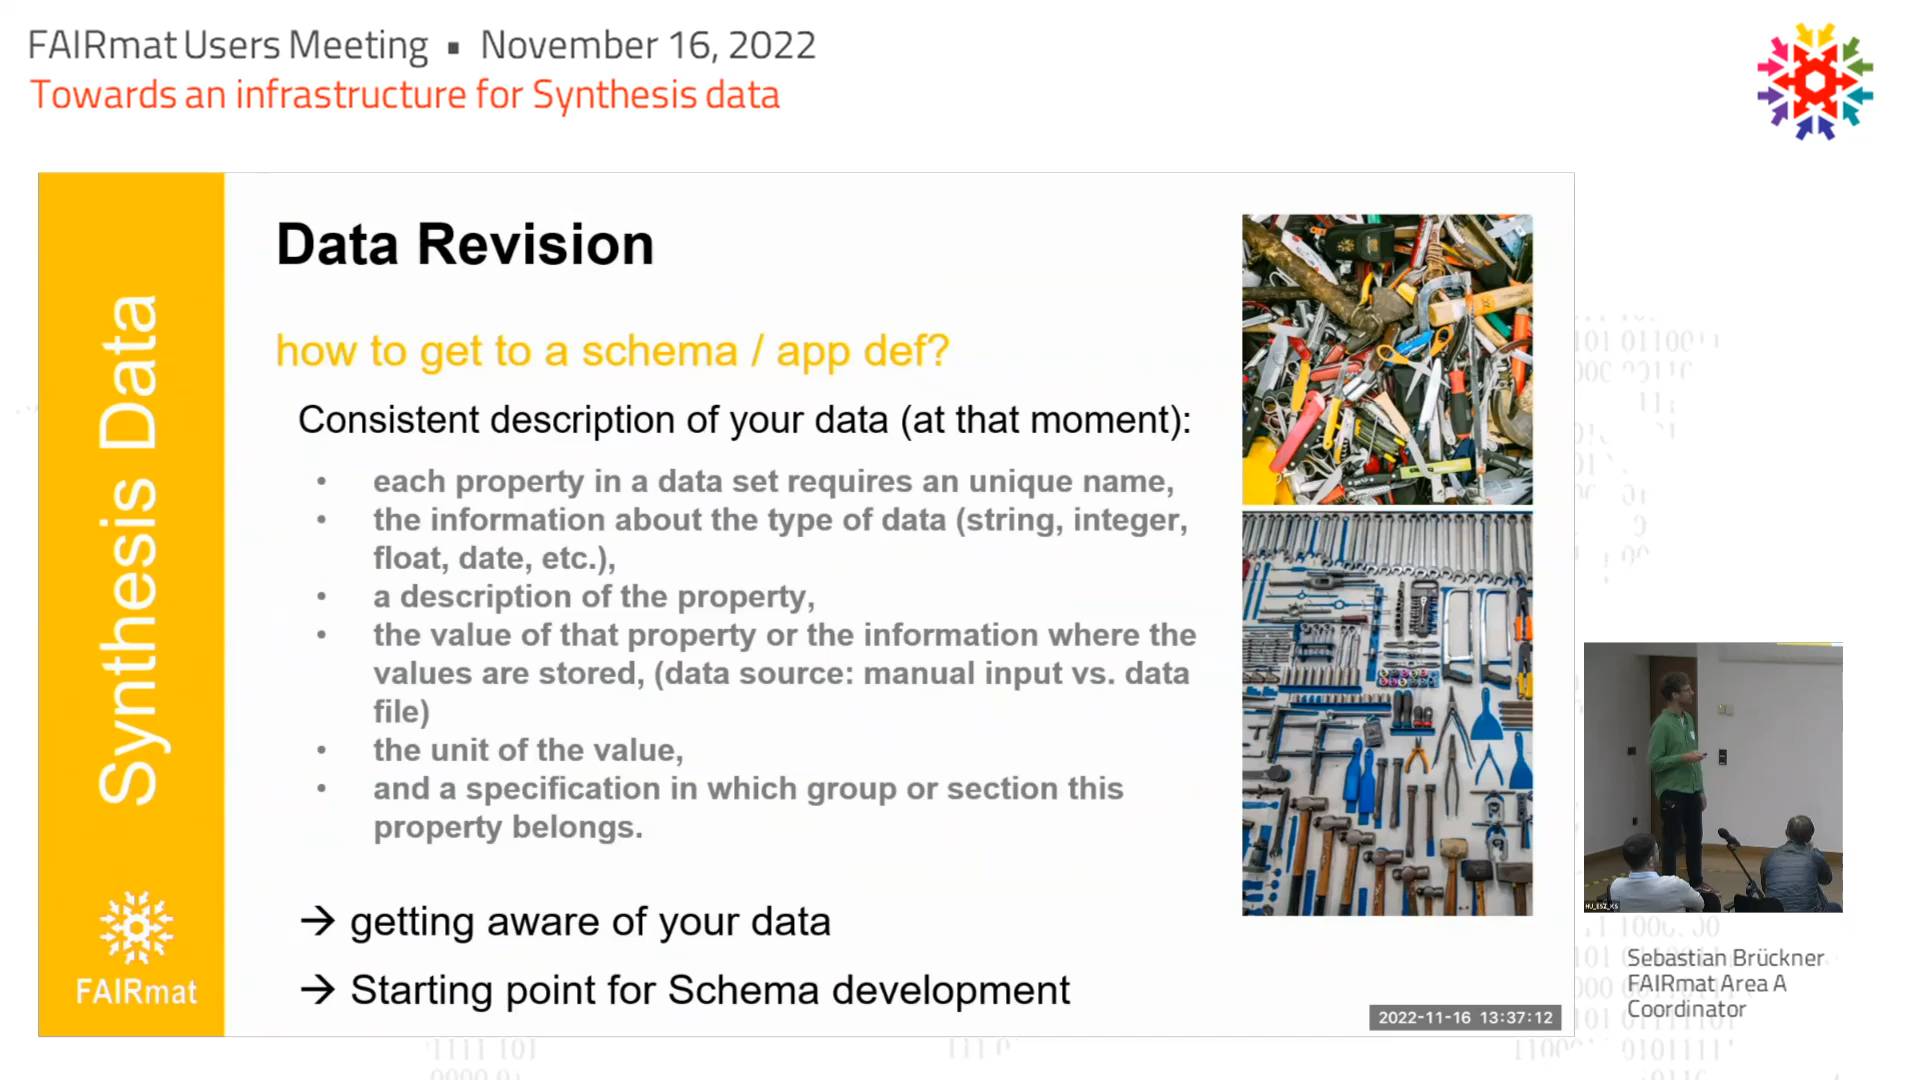 FAIRmat Users Meeting ▪ November 16, 2022
Towards an infrastructure for Synthesis data
Synthesis Data
FAIRmat
Data Revision
how to get to a schema / app def?
Consistent description of your data (at that moment):
• each property in a data set requires an unique name,
• the information about the type of data (string, integer,
float, date, etc.),
• a description of the property,
• the value of that property or the information where the
values are stored, (data source: manual input vs. data
file)
• the unit of the value,
• and a specification in which group or section this
property belongs.
→ getting aware of your data
→ Starting point for Schema development
2022-11-16 13:37:12
HU_ESZ_KS
Sebastian Brückner
FAIRmat Area A
Coordinator